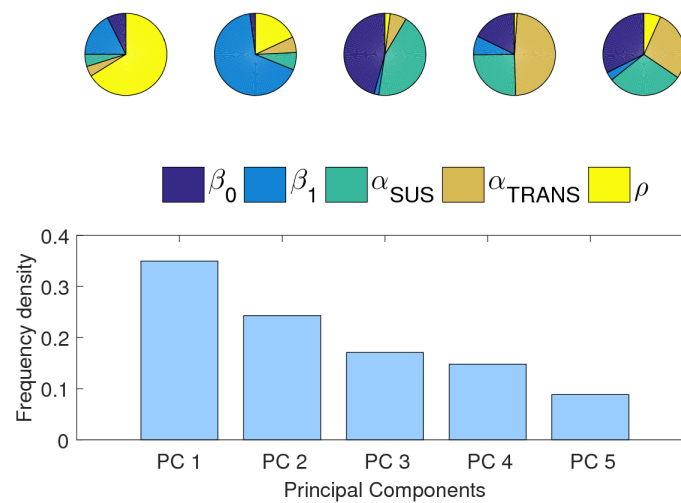 β0 β1 αSUS αTRANS ρ
Frequency density
0.4
0.3
0.2
0.1
0
PC 1 PC 2 PC 3 PC 4 PC 5
Principal Components